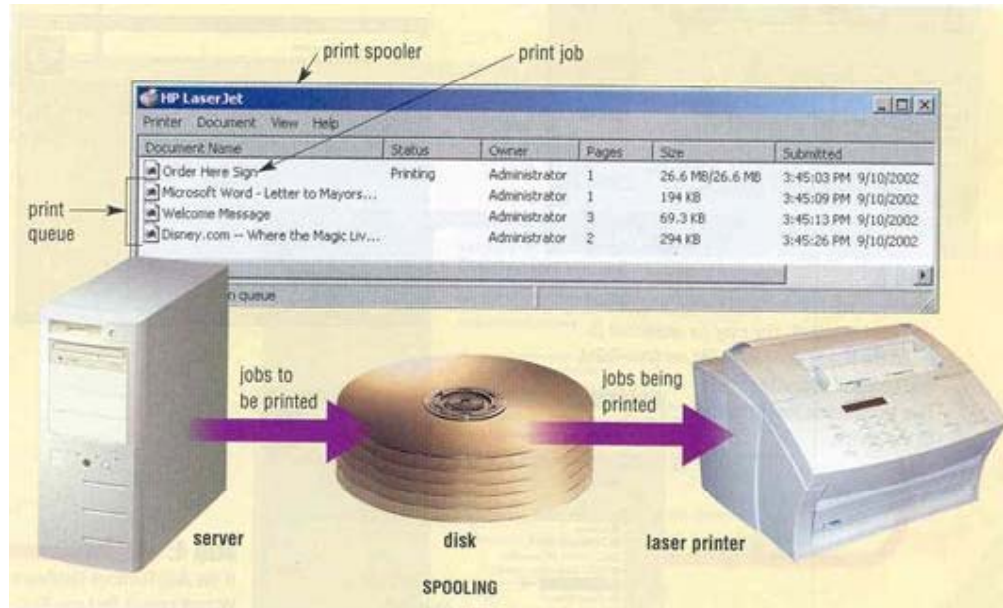 print spooler
print job
HP LaserJet
Printer Document View Help
Document Name Status Owner Pages Size Submitted
Order Here Sign Printing Administrator 1 26.6 MB/26.6 MB 3:45:03 PM 9/10/2002
Microsoft Word - Letter to Mayors... Administrator 1 194 KB 3:45:09 PM 9/10/2002
Welcome Message Administrator 3 69.3 KB 3:45:13 PM 9/10/2002
Disney.com -- Where the Magic Liv... Administrator 2 294 KB 3:45:26 PM 9/10/2002
print
queue
n queue
jobs to
be printed
jobs being
printed
server
disk
laser printer
SPOOLING